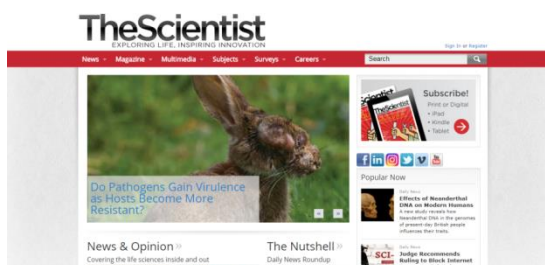 TheScientist
EXPLORING LIFE, INSPIRING INNOVATION
Sign In or Register
News
Magazine
Multimedia
Subjects
Surveys
Careers
Search
Do Pathogens Gain Virulence
as Hosts Become More
Resistant?
Subscribe!
Print or Digital
• iPad
• Kindle
• Tablet
TheScientist
Popular Now
Daily News
Effects of Neanderthal
DNA on Modern Humans
A new study reveals how
Neanderthal DNA in the genomes
of present-day British people
influences their traits.
News & Opinion »
Covering the life sciences inside and out
The Nutshell »
Daily News Roundup
SCI-
Daily News
Judge Recommends
Ruling to Block Internet